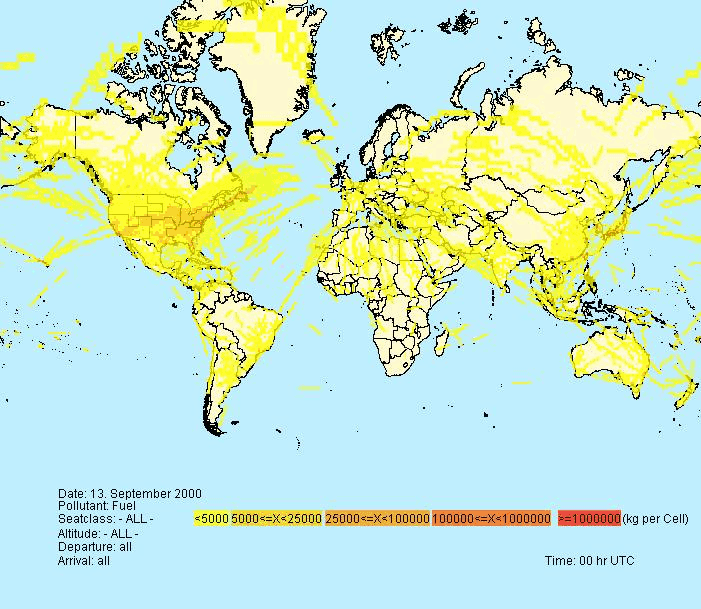 Date: 13. September 2000
Pollutant: Fuel
Seatclass: - ALL -
<5000 5000<=X<25000 25000<=X<100000 100000<=X<1000000 >=1000000 (kg per Cell)
Altitude: - ALL -
Departure: all
Arrival: all
Time: 00 hr UTC